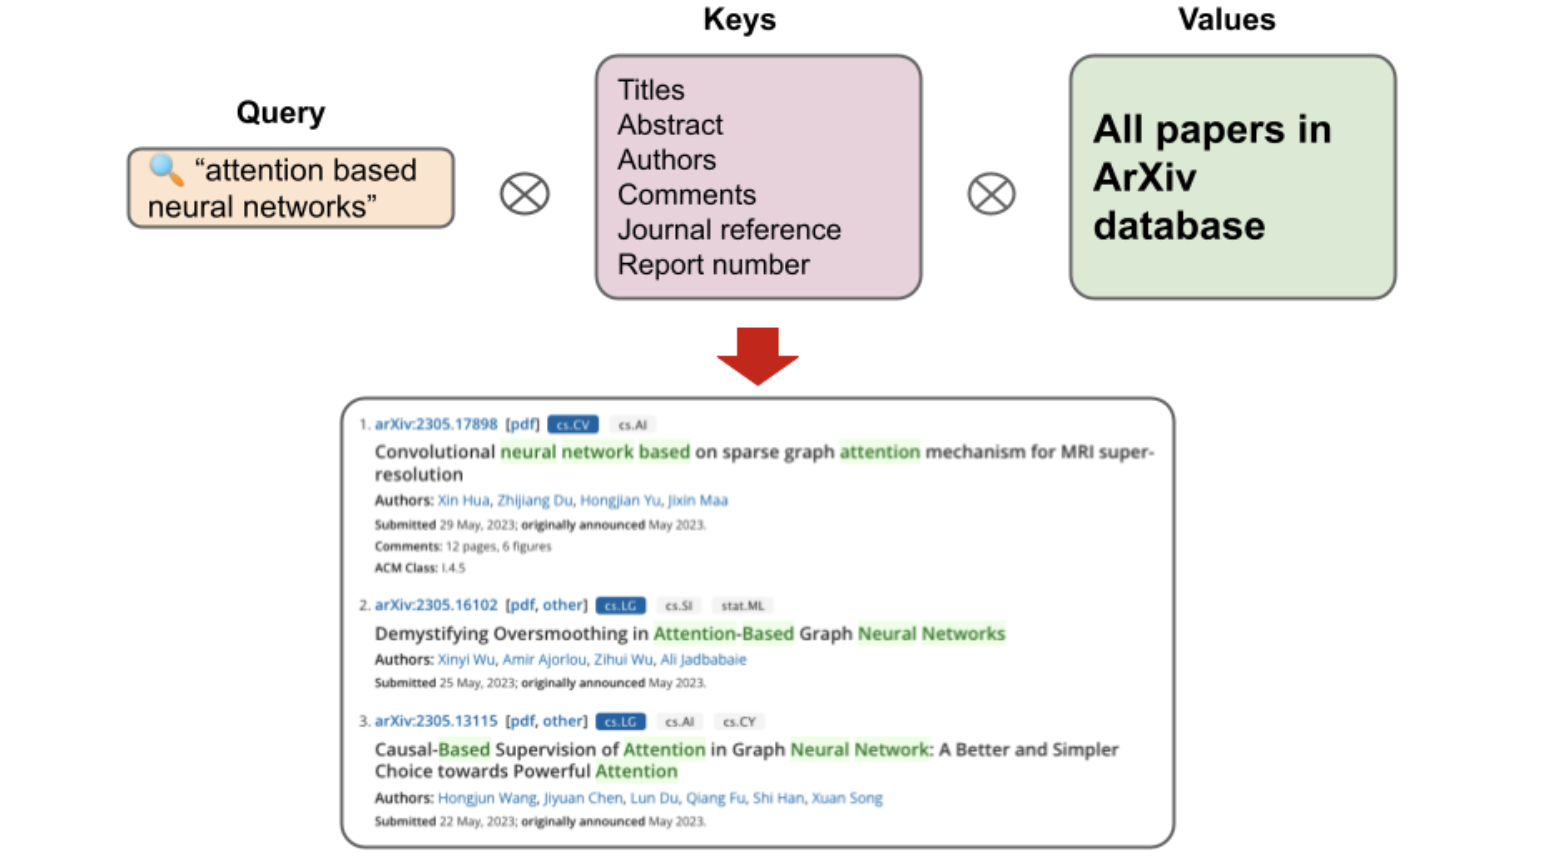 Keys
Values
Query
“attention based
neural networks”
Titles
Abstract
Authors
Comments
Journal reference
Report number
All papers in
ArXiv
database
1. arXiv:2305.17898 [pdf] cs.CV cs.AI
Convolutional neural network based on sparse graph attention mechanism for MRI super-
resolution
Authors: Xin Hua, Zhijiang Du, Hongjian Yu, Jixin Maa
Submitted 29 May, 2023; originally announced May 2023.
Comments: 12 pages, 6 figures
ACM Class: I.4.5
2. arXiv:2305.16102 [pdf, other] cs.LG cs.SI stat.ML
Demystifying Oversmoothing in Attention-Based Graph Neural Networks
Authors: Xinyi Wu, Amir Ajorlou, Zihui Wu, Ali Jadbabaie
Submitted 25 May, 2023; originally announced May 2023.
3. arXiv:2305.13115 [pdf, other] cs.LG cs.AI cs.CY
Causal-Based Supervision of Attention in Graph Neural Network: A Better and Simpler
Choice towards Powerful Attention
Authors: Hongjun Wang, Jiyuan Chen, Lun Du, Qiang Fu, Shi Han, Xuan Song
Submitted 22 May, 2023; originally announced May 2023.